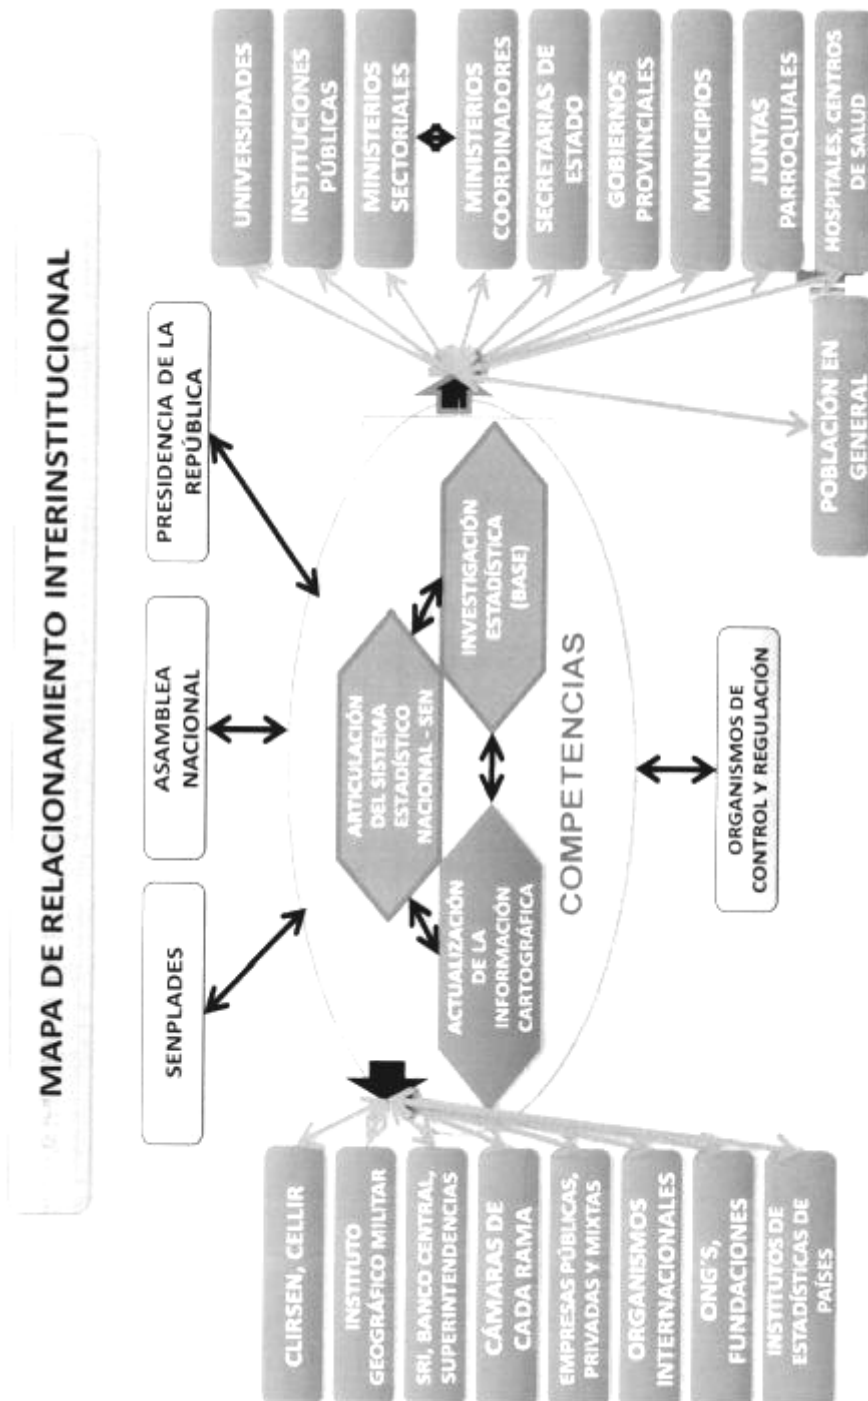 MAPA DE RELACIONAMIENTO INTERINSTITUCIONAL
SENPLADES
ASAMBLEA
NACIONAL
PRESIDENCIA DE LA
REPÚBLICA
CLIRSEN, CELLIR
INSTITUTO
GEOGRÁFICO MILITAR
SRI, BANCO CENTRAL,
SUPERINTENDENCIAS
CÁMARAS DE
CADA RAMA
EMPRESAS PÚBLICAS,
PRIVADAS Y MIXTAS
ORGANISMOS
INTERNACIONALES
ONG'S,
FUNDACIONES
INSTITUTOS DE
ESTADÍSTICAS DE
PAÍSES
ARTICULACIÓN
DEL SISTEMA
ESTADÍSTICO
NACIONAL - SEN
ACTUALIZACIÓN
DE LA
INFORMACIÓN
CARTOGRÁFICA
INVESTIGACIÓN
ESTADÍSTICA
(BASE)
COMPETENCIAS
ORGANISMOS DE
CONTROL Y REGULACIÓN
UNIVERSIDADES
INSTITUCIONES
PÚBLICAS
MINISTERIOS
SECTORIALES
MINISTERIOS
COORDINADORES
SECRETARIAS DE
ESTADO
GOBIERNOS
PROVINCIALES
MUNICIPIOS
JUNTAS
PARROQUIALES
HOSPITALES, CENTROS
DE SALUD
POBLACIÓN EN
GENERAL